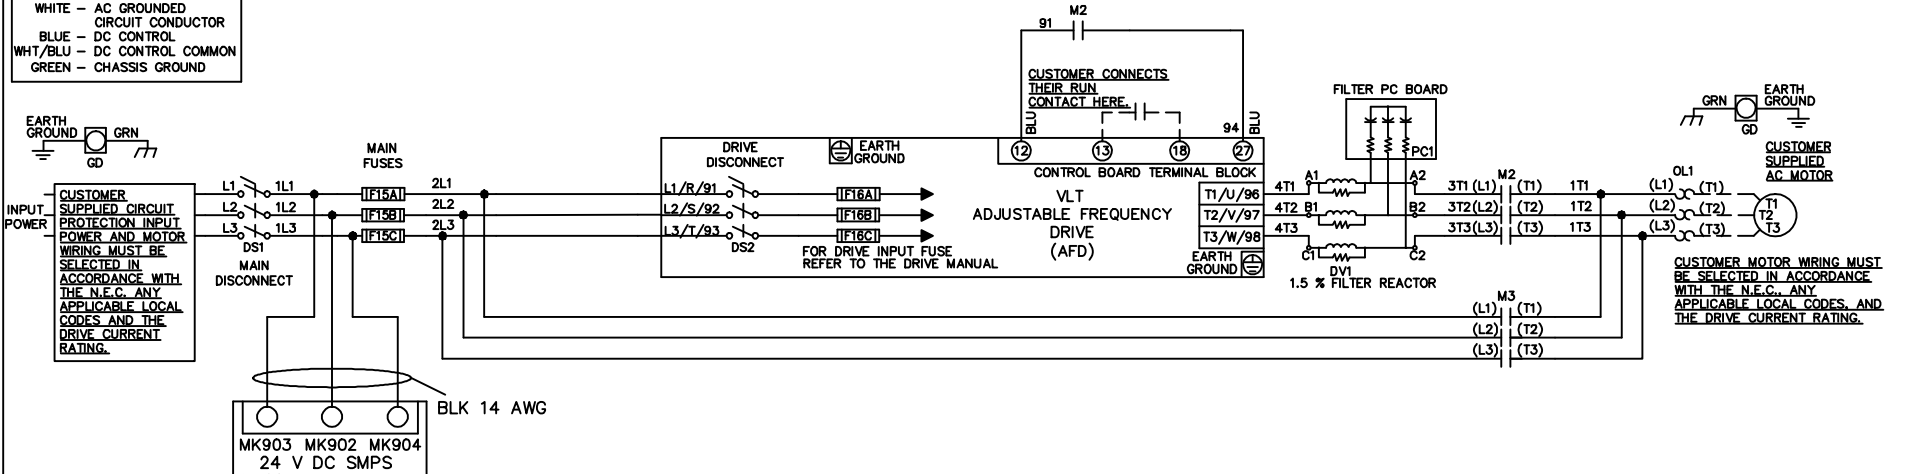 WHITE – AC GROUNDED
CIRCUIT CONDUCTOR
BLUE – DC CONTROL
WHT/BLU – DC CONTROL COMMON
GREEN – CHASSIS GROUND
EARTH
GROUND
GRN
GD
INPUT
POWER
CUSTOMER
SUPPLIED CIRCUIT
PROTECTION INPUT
POWER AND MOTOR
WIRING MUST BE
SELECTED IN
ACCORDANCE WITH
THE N.E.C. ANY
APPLICABLE LOCAL
CODES AND THE
DRIVE CURRENT
RATING.
L1
L2
L3
DS1
MAIN
DISCONNECT
1L1
1L2
1L3
MAIN
FUSES
F15A
F15B
F15C
2L1
2L2
2L3
BLK 14 AWG
MK903 MK902 MK904
24 V DC SMPS
L1/R/91
L2/S/92
L3/T/93
DRIVE
DISCONNECT
DS2
EARTH
GROUND
F16A
F16B
F16C
FOR DRIVE INPUT FUSE
REFER TO THE DRIVE MANUAL
M2
91
CUSTOMER CONNECTS
THEIR RUN
CONTACT HERE.
BLU
94
BLU
12
13
18
27
CONTROL BOARD TERMINAL BLOCK
VLT
ADJUSTABLE FREQUENCY
DRIVE
(AFD)
T1/U/96
T2/V/97
T3/W/98
EARTH
GROUND
4T1
4T2
4T3
A1
B1
C1
A2
B2
C2
DV1
1.5 % FILTER REACTOR
FILTER PC BOARD
PC1
M2
3T1 (L1) (T1) 1T1
3T2(L2) (T2) 1T2
3T3(L3) (T3) 1T3
M3
(L1) (T1)
(L2) (T2)
(L3) (T3)
OL1
(L1) (T1)
(L2) (T2)
(L3) (T3)
T1
T2
T3
GRN
EARTH
GROUND
GD
CUSTOMER
SUPPLIED
AC MOTOR
CUSTOMER MOTOR WIRING MUST
BE SELECTED IN ACCORDANCE
WITH THE N.E.C., ANY
APPLICABLE LOCAL CODES, AND
THE DRIVE CURRENT RATING.